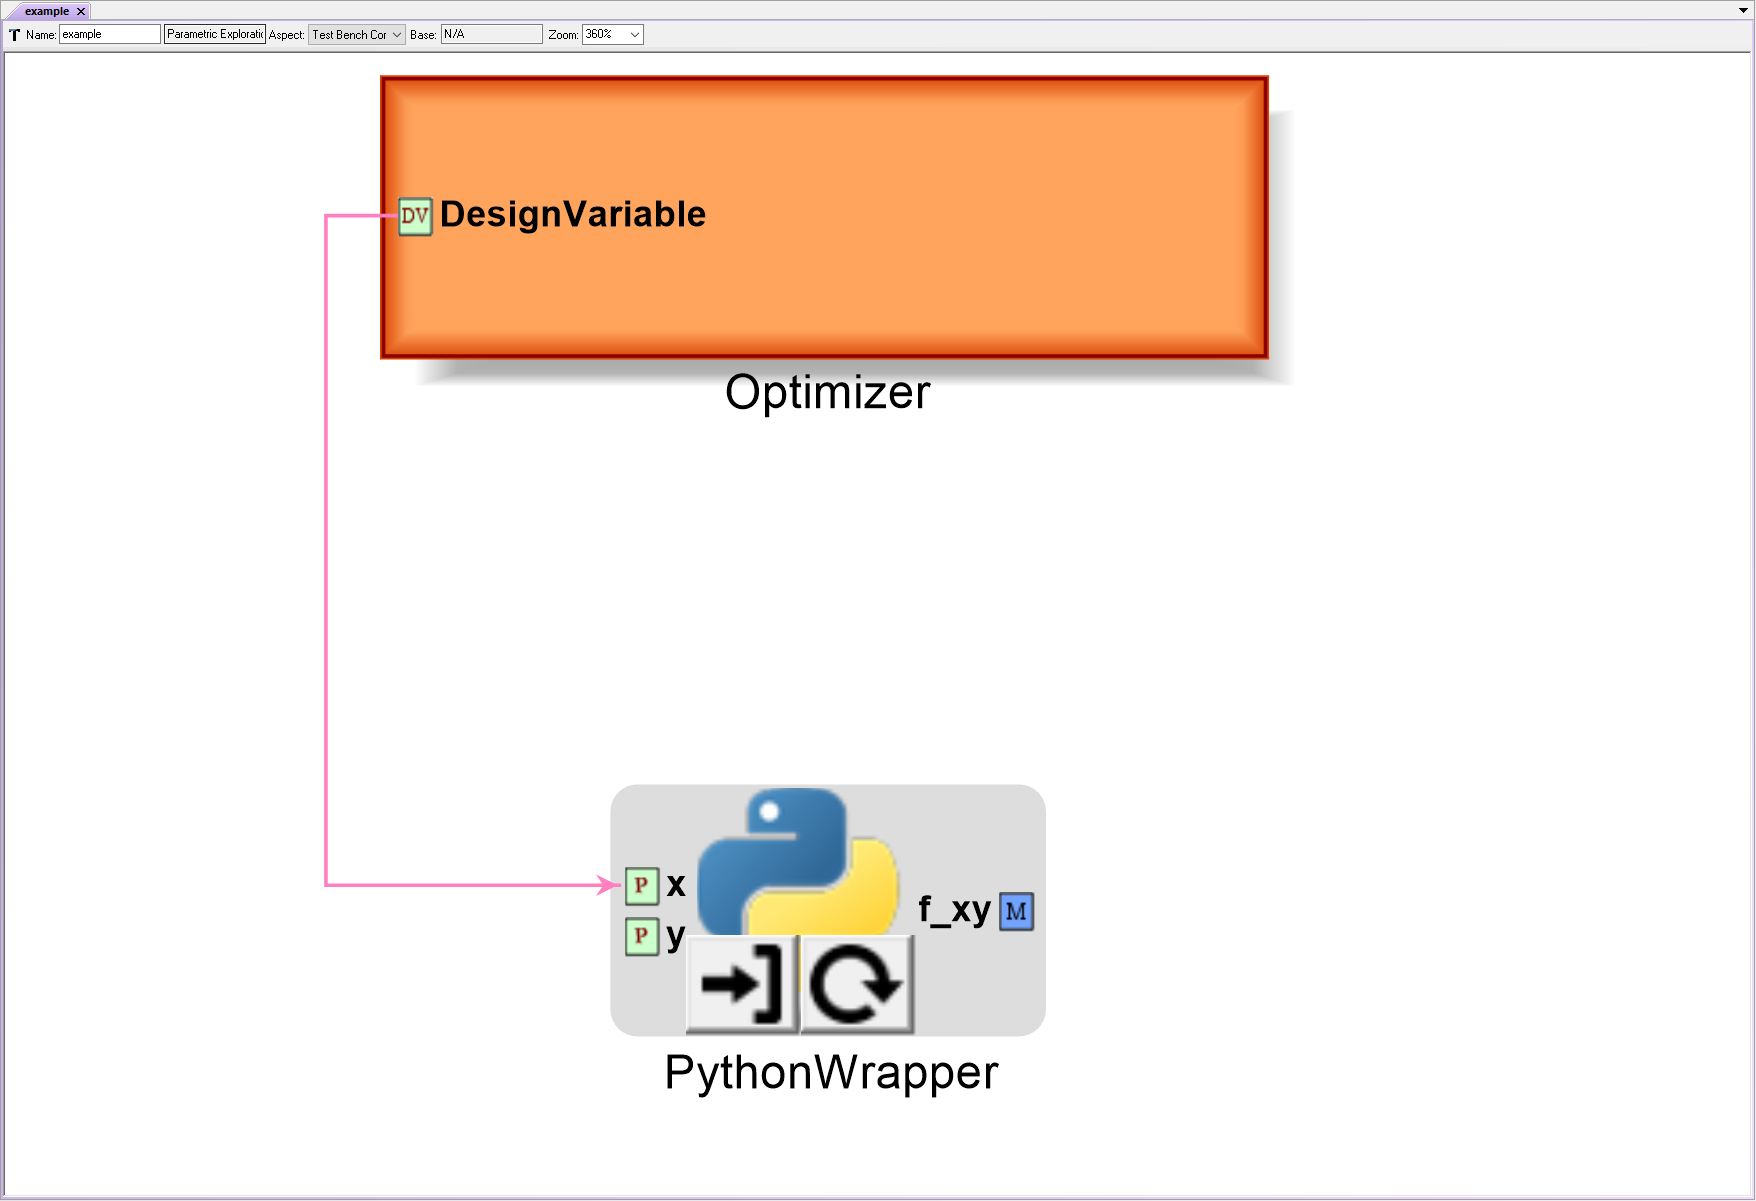 example
Name: example Parametric Exploratic Aspect: Test Bench Cor Base: N/A Zoom: 360%
DV DesignVariable
Optimizer
P x
f_xy M
P y
PythonWrapper